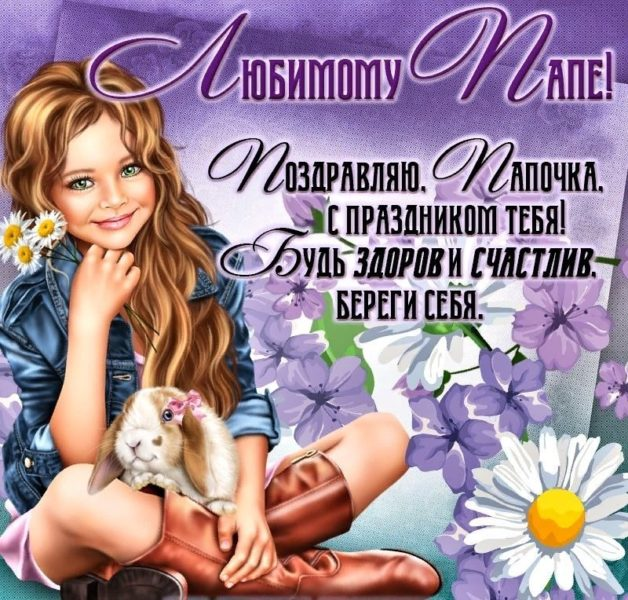 Любимому Папе!
Поздравляю, Папочка,
с праздником тебя!
Будь здоров и счастлив,
береги себя.